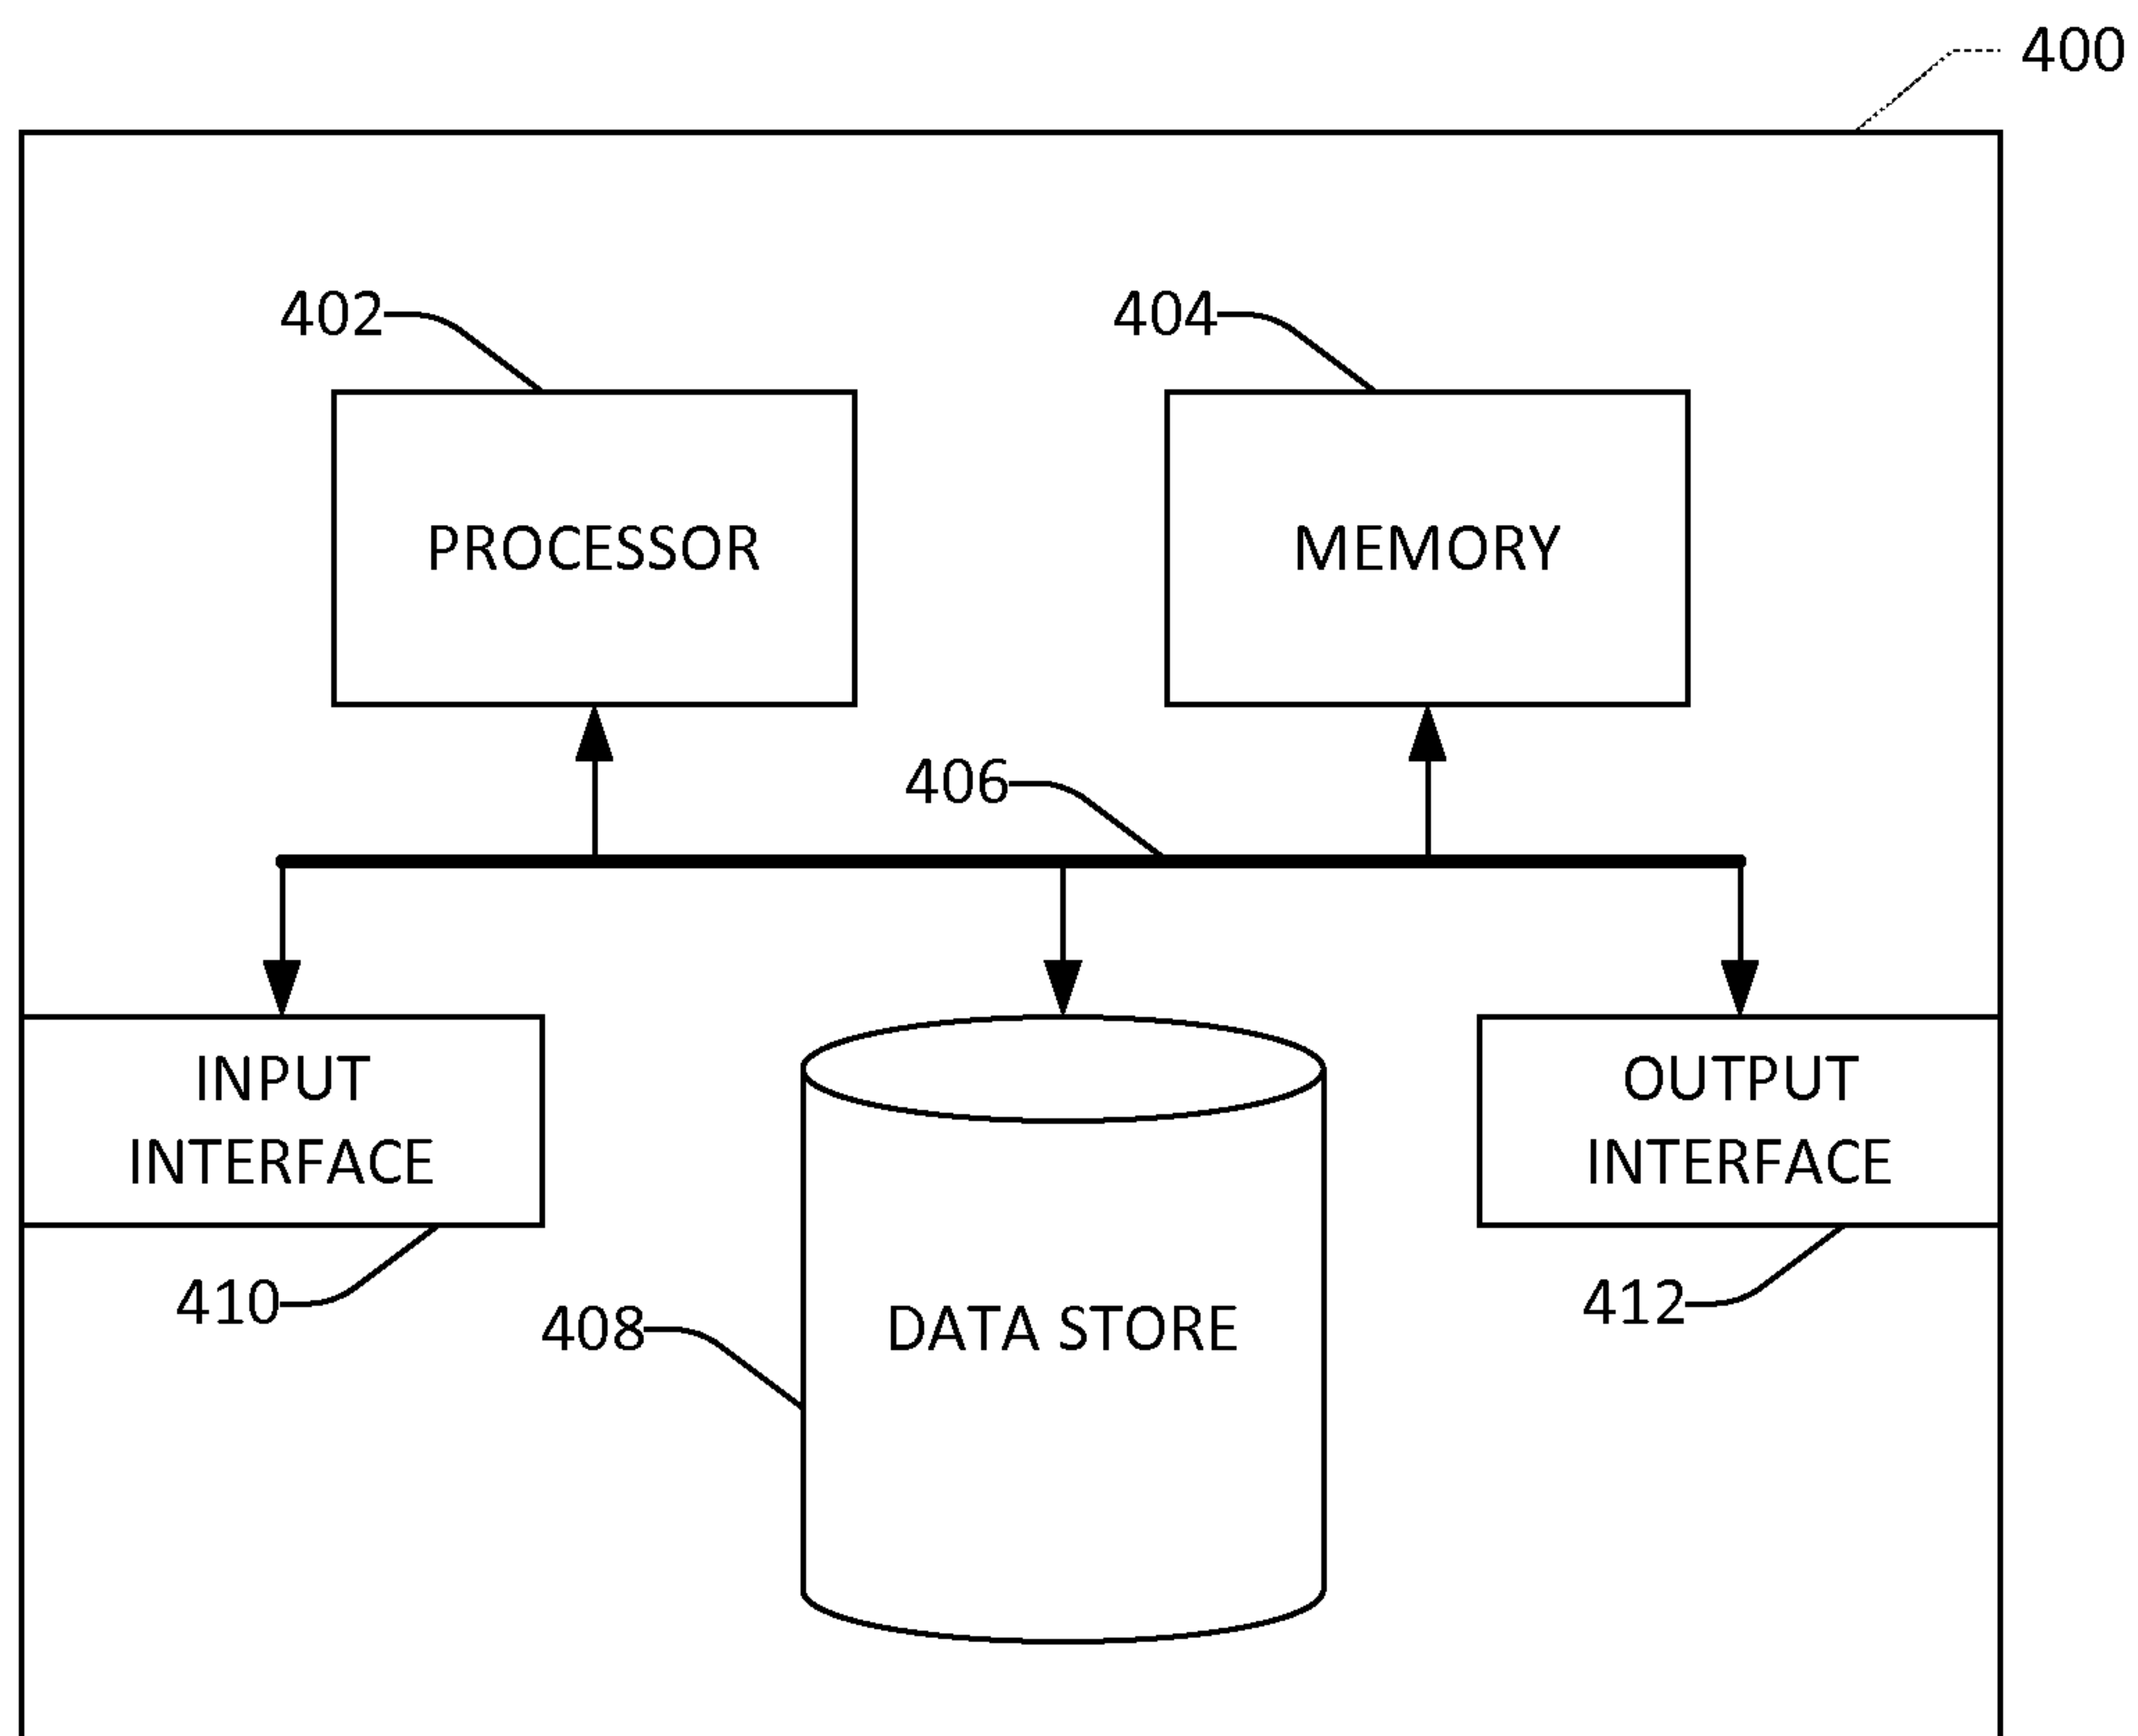 400
402
404
PROCESSOR
MEMORY
406
INPUT
INTERFACE
OUTPUT
INTERFACE
410
408
DATA STORE
412